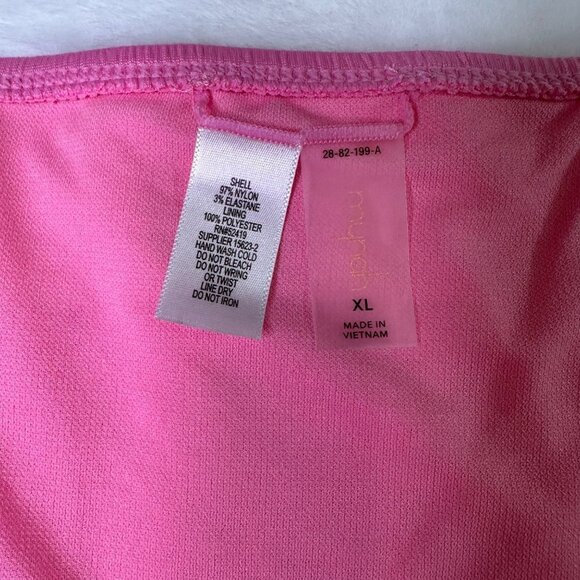 SHELL
97% NYLON
3% ELASTANE
LINING
100% POLYESTER
RN#52419
SUPPLIER 15623-2
HAND WASH COLD
DO NOT BLEACH
DO NOT WRING
OR TWIST
LINE DRY
DO NOT IRON
28-82-199-A
XL
MADE IN
VIETNAM